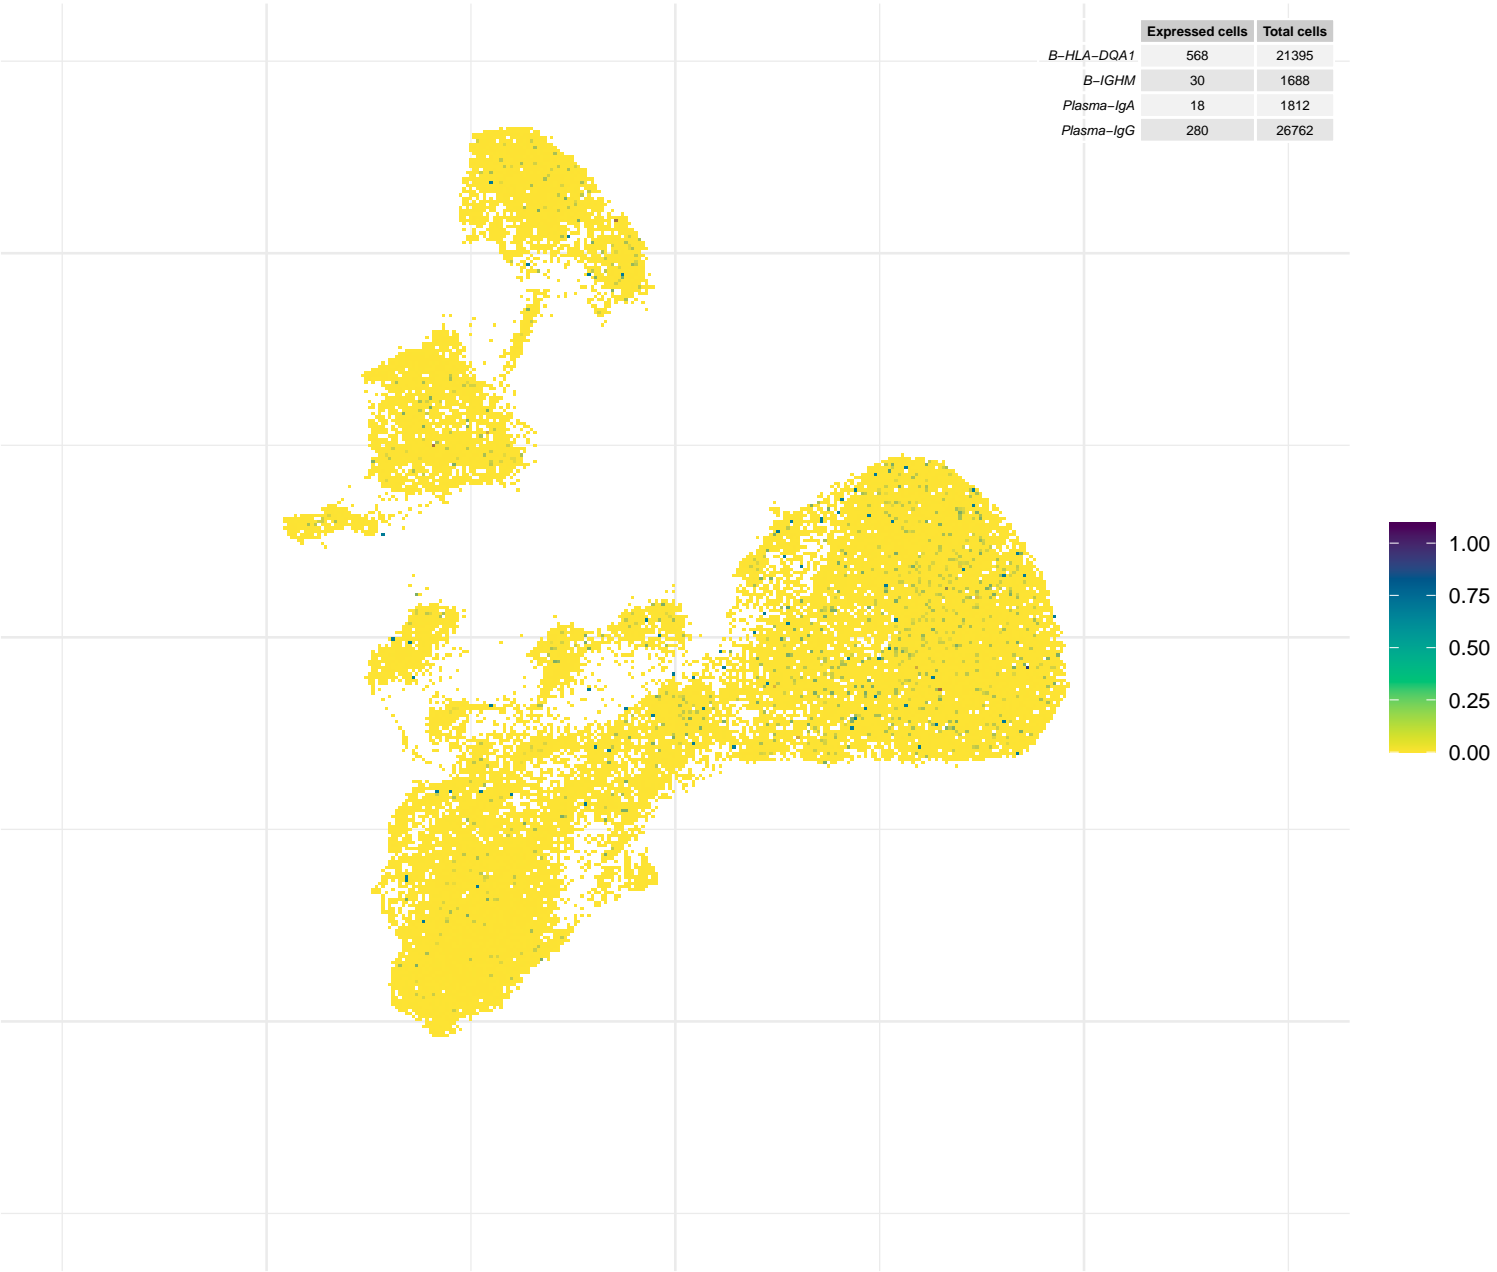 Expressed cells Total cells
B−HLA−DQA1 568 21395
B−IGHM 30 1688
Plasma−IgA 18 1812
Plasma−IgG 280 26762
1.00
0.75
0.50
0.25
0.00